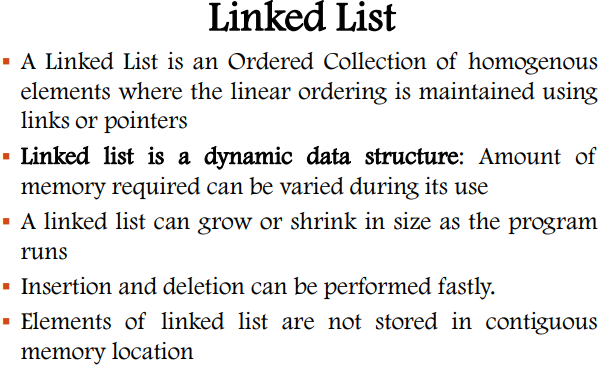 Linked List
▪ A Linked List is an Ordered Collection of homogenous
elements where the linear ordering is maintained using
links or pointers
▪ Linked list is a dynamic data structure: Amount of
memory required can be varied during its use
▪ A linked list can grow or shrink in size as the program
runs
▪ Insertion and deletion can be performed fastly.
▪ Elements of linked list are not stored in contiguous
memory location